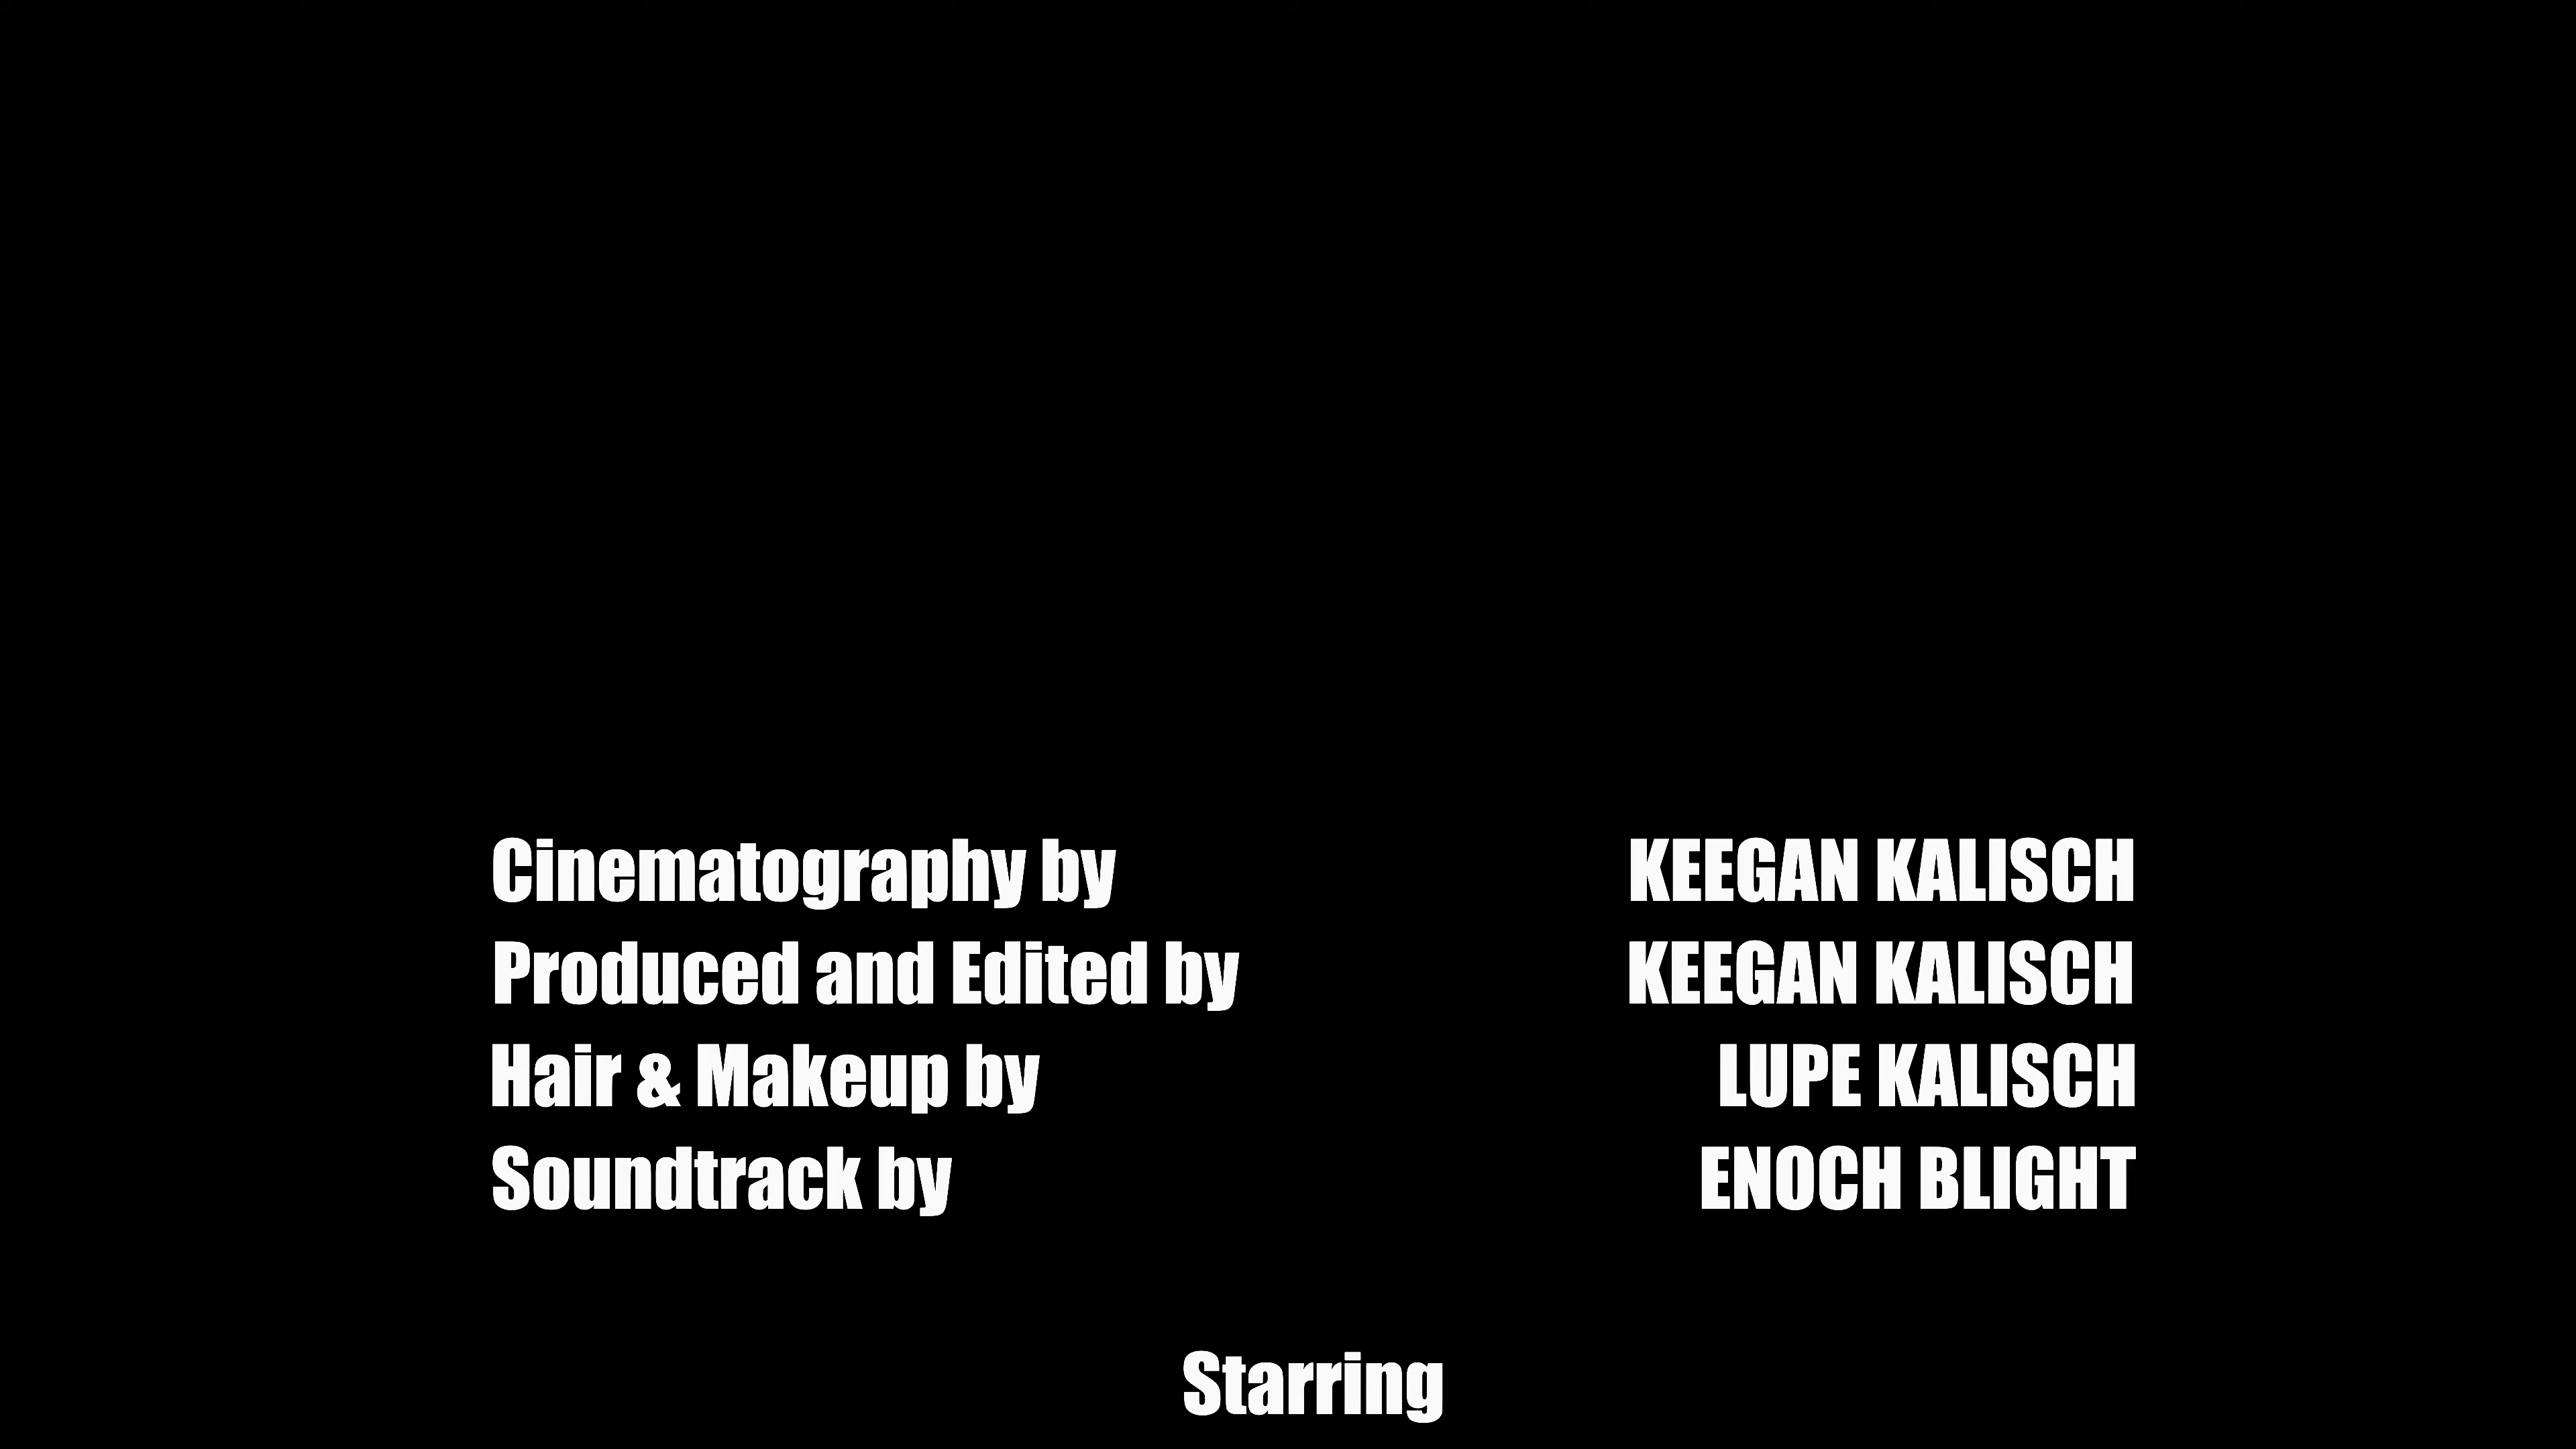 Cinematography by KEEGAN KALISCH
Produced and Edited by KEEGAN KALISCH
Hair & Makeup by LUPE KALISCH
Soundtrack by ENOCH BLIGHT
Starring